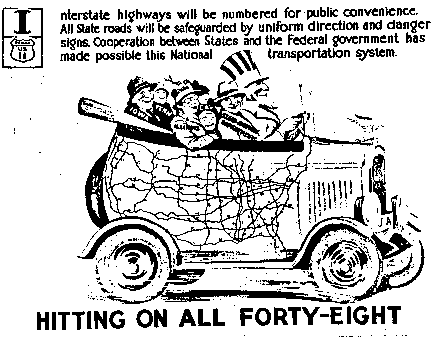 Interstate highways will be numbered for public convenience.
All State roads will be safeguarded by uniform direction and danger
signs. Cooperation between States and the Federal government has
made possible this National transportation system.
US
HITTING ON ALL FORTY-EIGHT